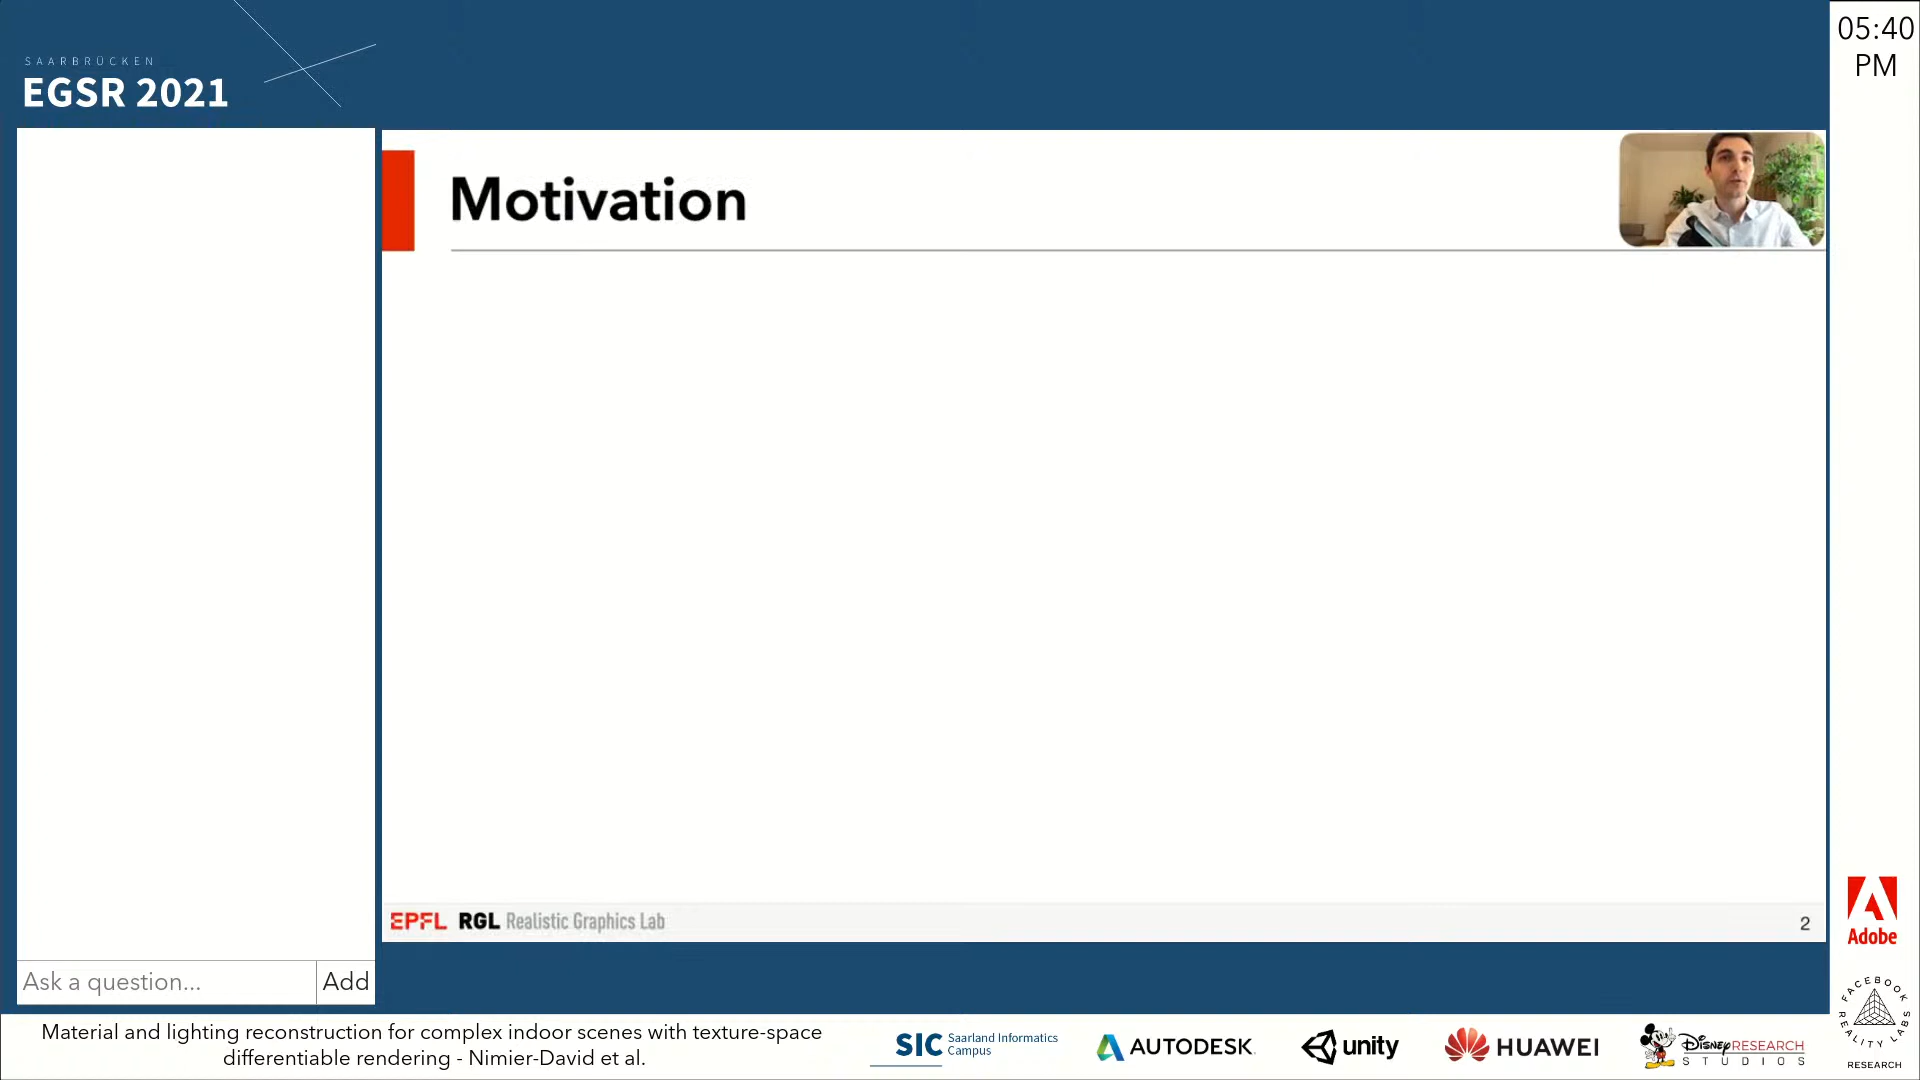 SAARBRÜCKEN
EGSR 2021
05:40
PM
Motivation
EPFL RGL Realistic Graphics Lab
2
Ask a question...
Add
Material and lighting reconstruction for complex indoor scenes with texture-space
differentiable rendering - Nimier-David et al.
SIC Saarland Informatics
Campus
AUTODESK
unity
HUAWEI
DISNEY RESEARCH
STUDIOS
Adobe
FACEBOOK
REALITY LABS
RESEARCH